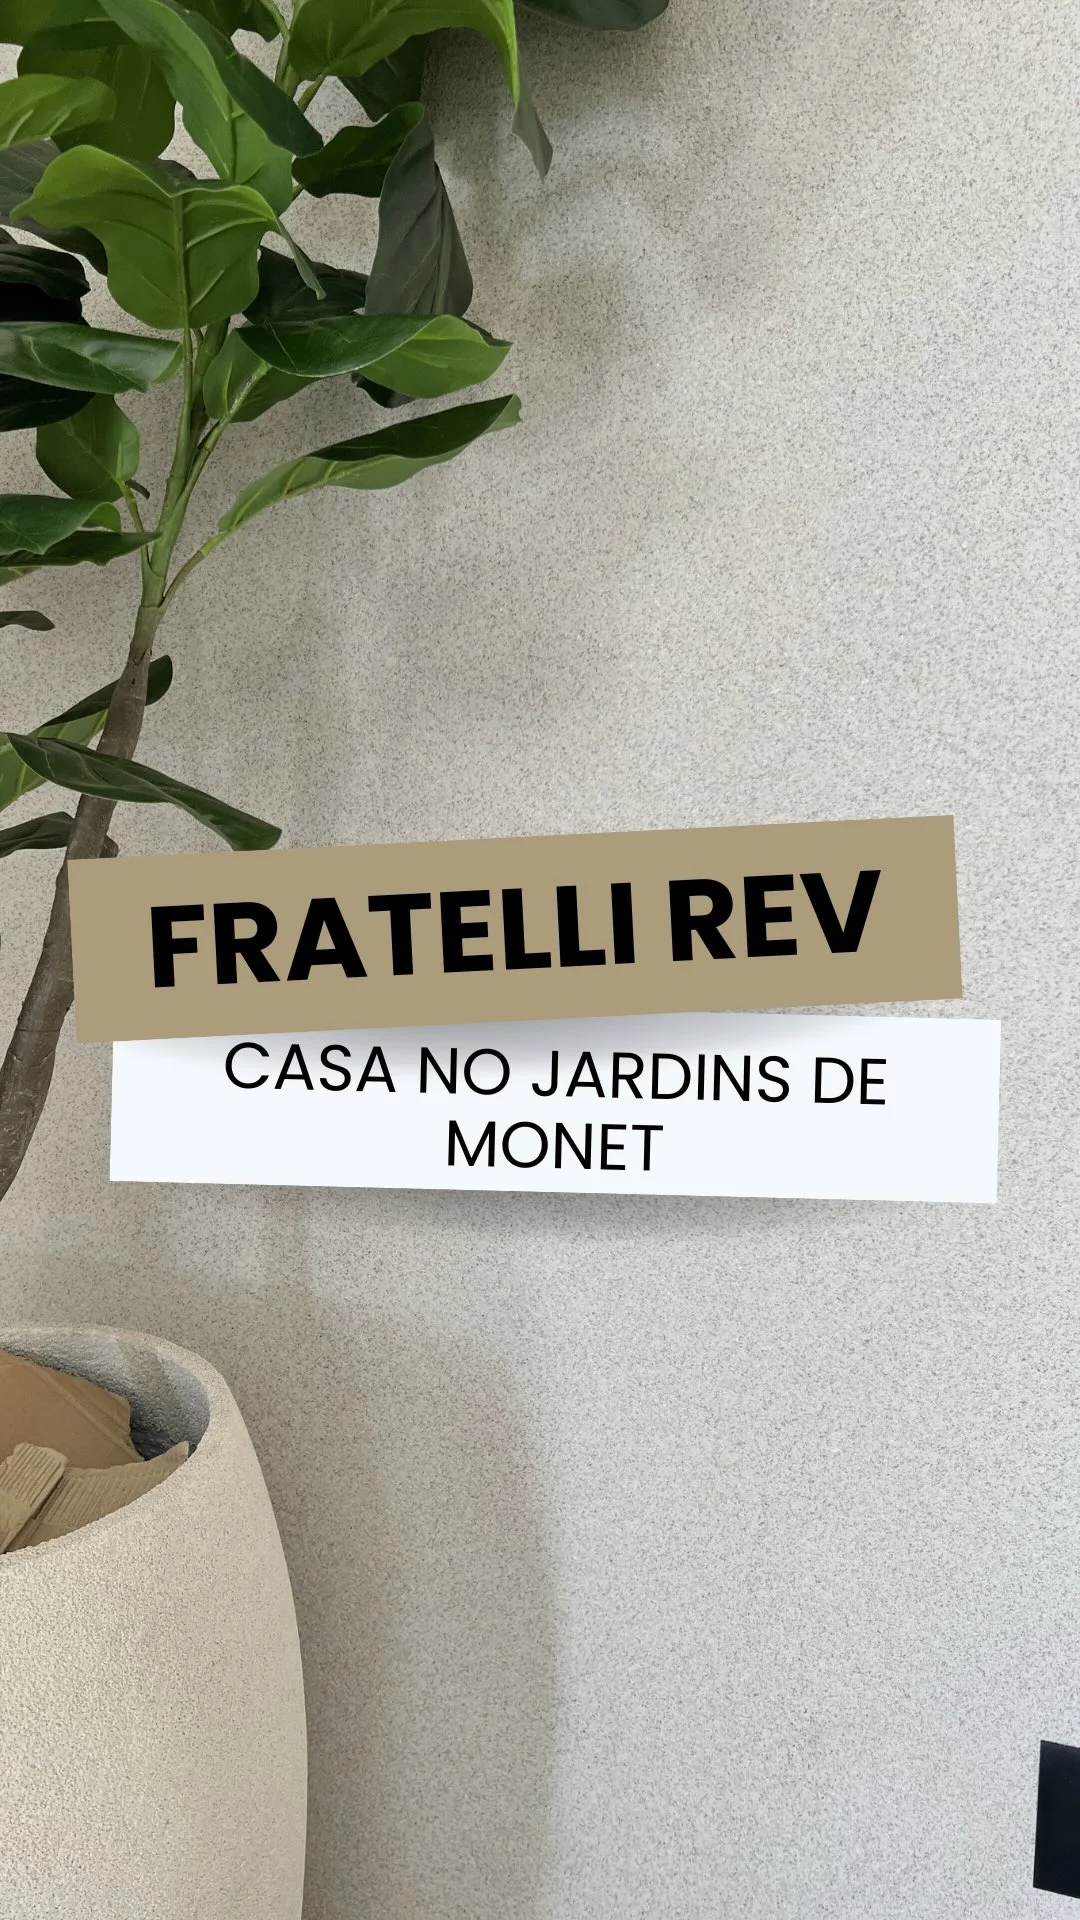 FRATELLI REV
CASA NO JARDINS DE
MONET